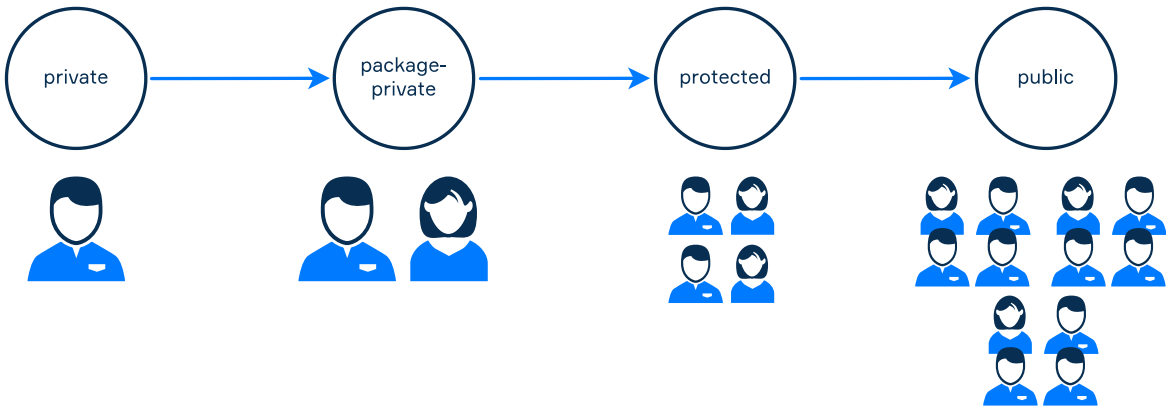 private
package-
private
protected
public